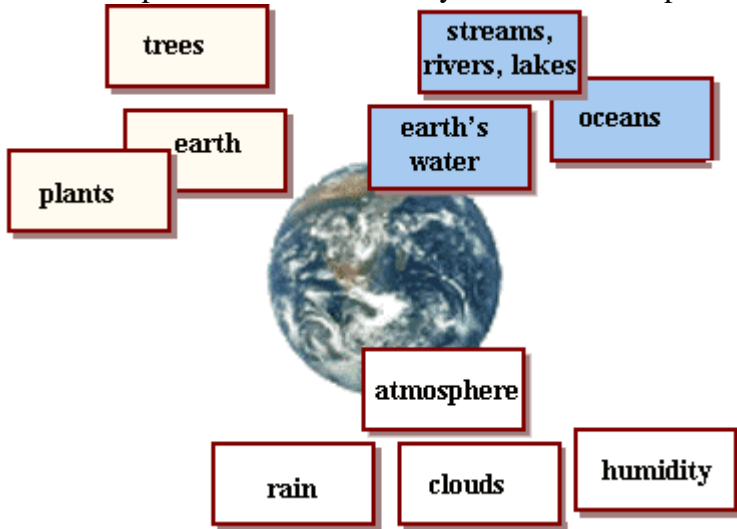 trees
streams,
rivers, lakes
oceans
earth's
water
earth
plants
atmosphere
rain
clouds
humidity